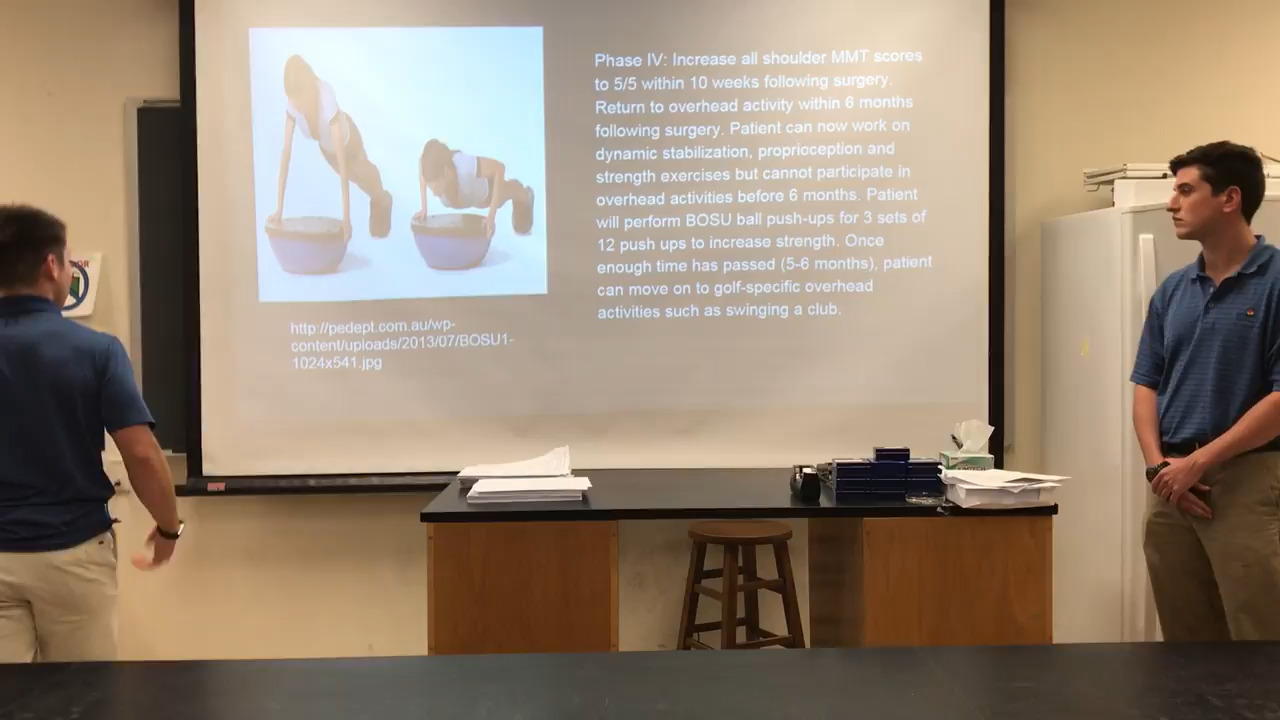 Phase IV: Increase all shoulder MMT scores
to 5/5 within 10 weeks following surgery.
Return to overhead activity within 6 months
following surgery. Patient can now work on
dynamic stabilization, proprioception and
strength exercises but cannot participate in
overhead activities before 6 months. Patient
will perform BOSU ball push-ups for 3 sets of
12 push ups to increase strength. Once
enough time has passed (5-6 months), patient
can move on to golf-specific overhead
activities such as swinging a club.
http://pedept.com.au/wp-
content/uploads/2013/07/BOSU1-
1024x541.jpg